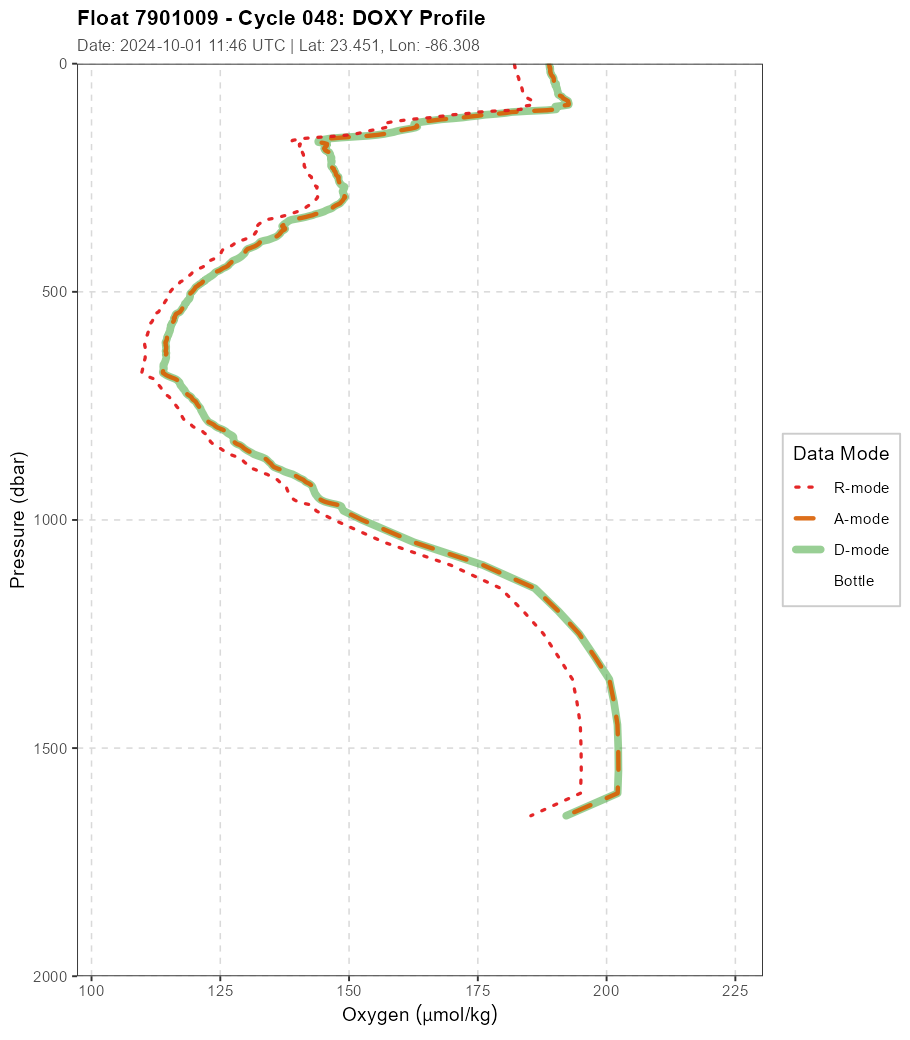 Float 7901009 - Cycle 048: DOXY Profile
Date: 2024-10-01 11:46 UTC | Lat: 23.451, Lon: -86.308
0
500
1000
1500
2000
Pressure (dbar)
100 125 150 175 200 225
Oxygen (μmol/kg)
Data Mode
R-mode
A-mode
D-mode
Bottle